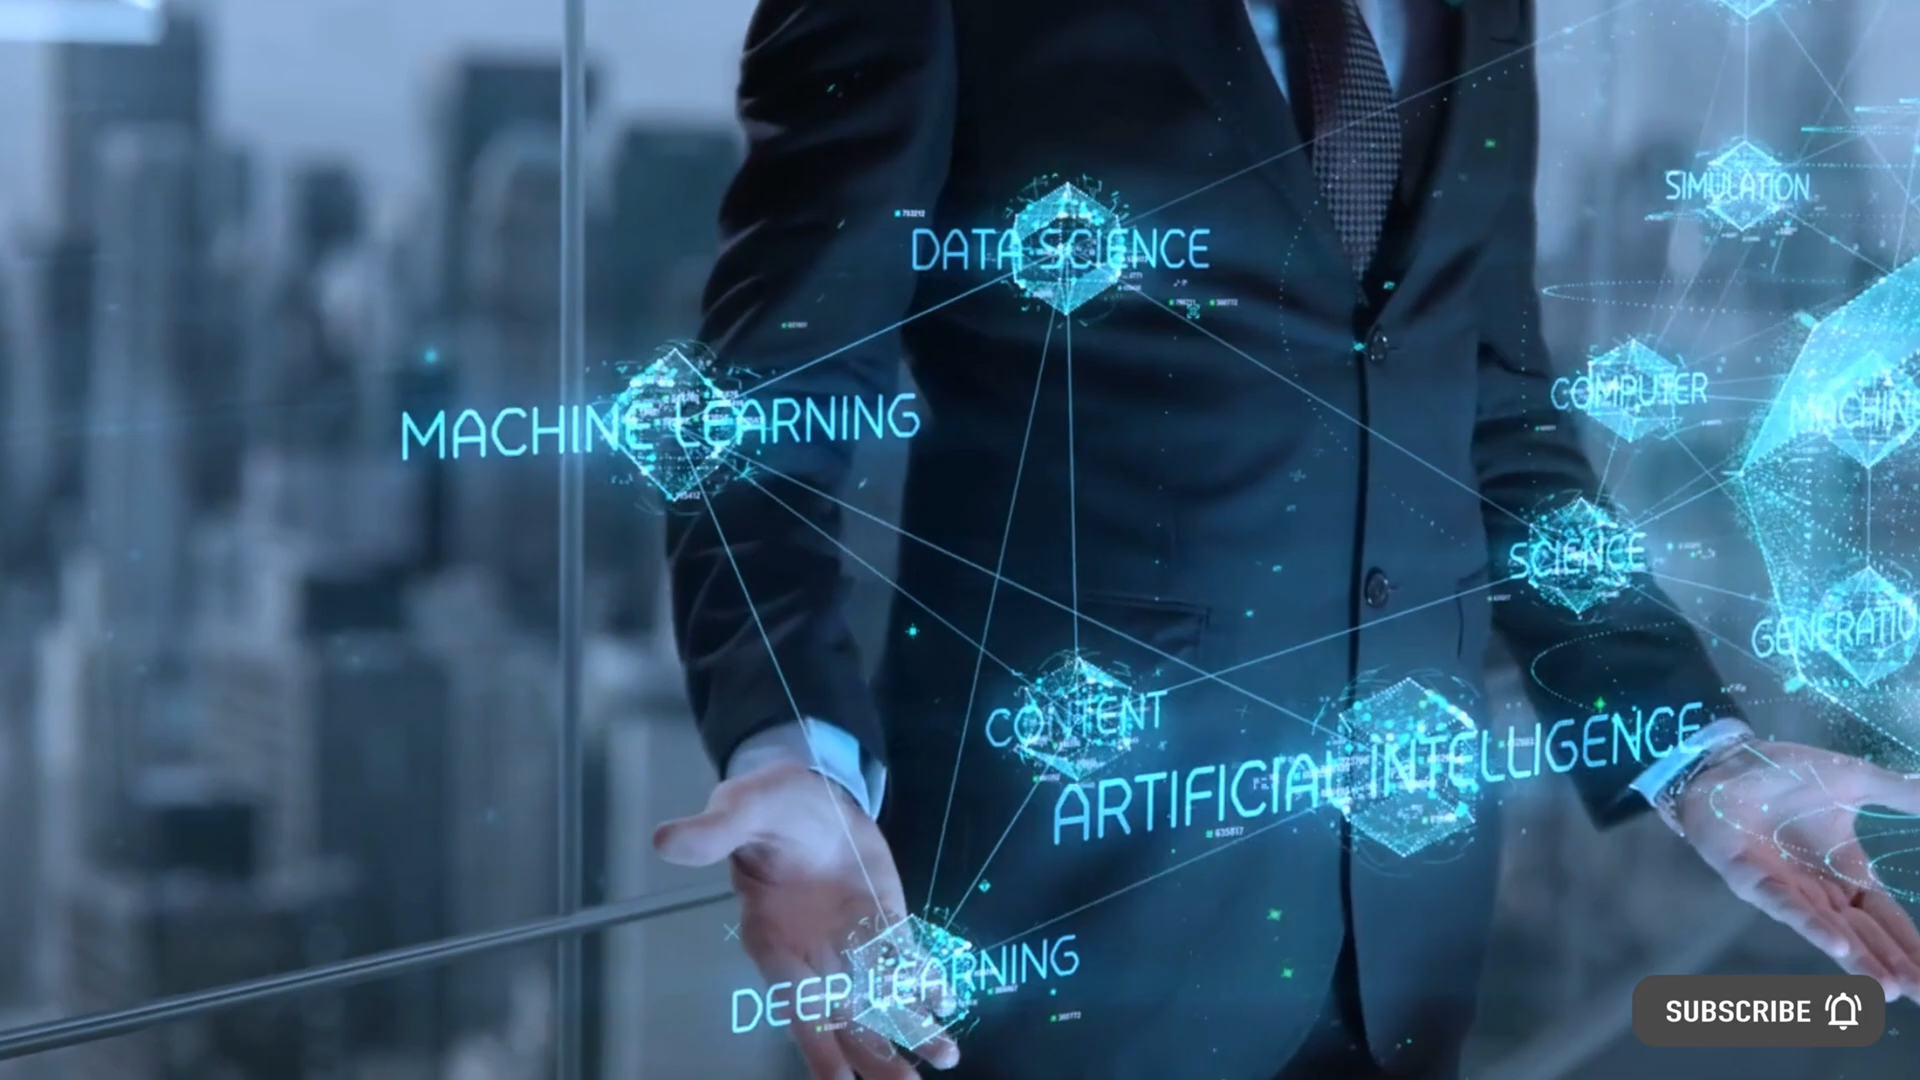 SIMULATION
DATA SCIENCE
COMPUTER
MACHINE LEARNING
SCIENCE
CONTENT
ARTIFICIAL INTELLIGENCE
DEEP LEARNING
SUBSCRIBE